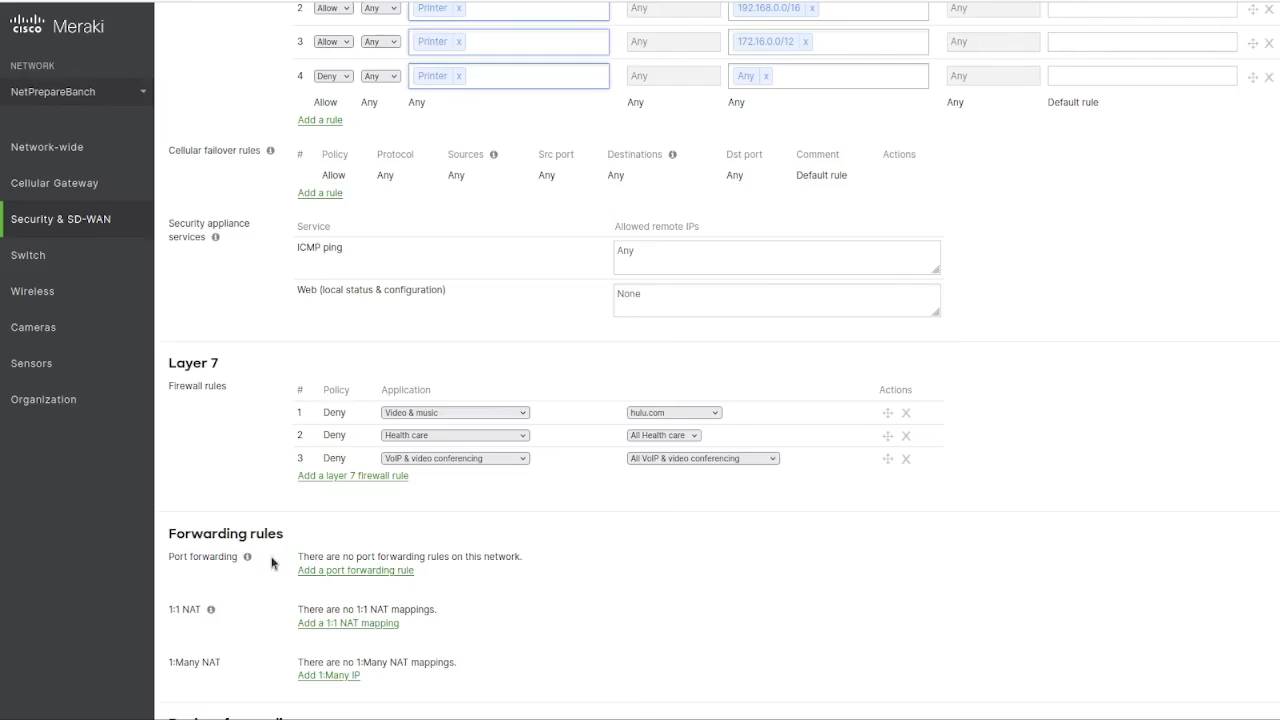 cisco Meraki
NETWORK
NetPrepareBanch
Network-wide
Cellular Gateway
Security & SD-WAN
Switch
Wireless
Cameras
Sensors
Organization
2 Allow Any Printer x Any 192.168.0.0/16 x Any
3 Allow Any Printer x Any 172.16.0.0/12 x Any
4 Deny Any Printer x Any Any x Any
Allow Any Any Any Any Any Default rule
Add a rule
Cellular failover rules
# Policy Protocol Sources Src port Destinations Dst port Comment Actions
Allow Any Any Any Any Any Default rule
Add a rule
Security appliance
services
Service Allowed remote IPs
ICMP ping Any
Web (local status & configuration) None
Layer 7
Firewall rules
# Policy Application Actions
1 Deny Video & music hulu.com X
2 Deny Health care All Health care X
3 Deny VoIP & video conferencing All VoIP & video conferencing X
Add a layer 7 firewall rule
Forwarding rules
Port forwarding There are no port forwarding rules on this network.
Add a port forwarding rule
1:1 NAT There are no 1:1 NAT mappings.
Add a 1:1 NAT mapping
1:Many NAT There are no 1:Many NAT mappings.
Add 1:Many IP